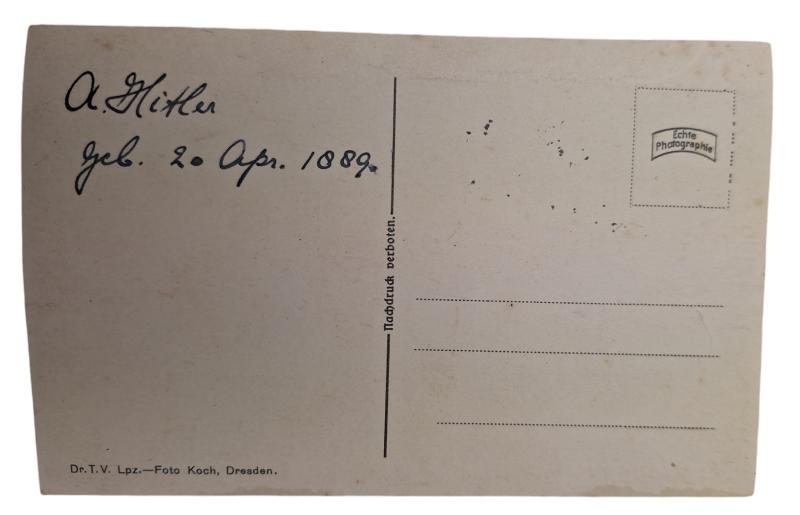 A. Hitler
geb. 20 Apr. 1889.
Nachdruck verboten.
Echte
Photographie
Dr. T. V. Lpz.—Foto Koch, Dresden.